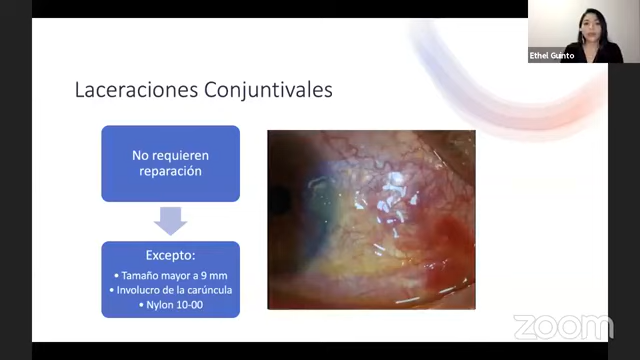 Ethel Guinto
Laceraciones Conjuntivales
No requieren
reparación
Excepto:
• Tamaño mayor a 9 mm
• Involucro de la carúncula
• Nylon 10-00
zoom